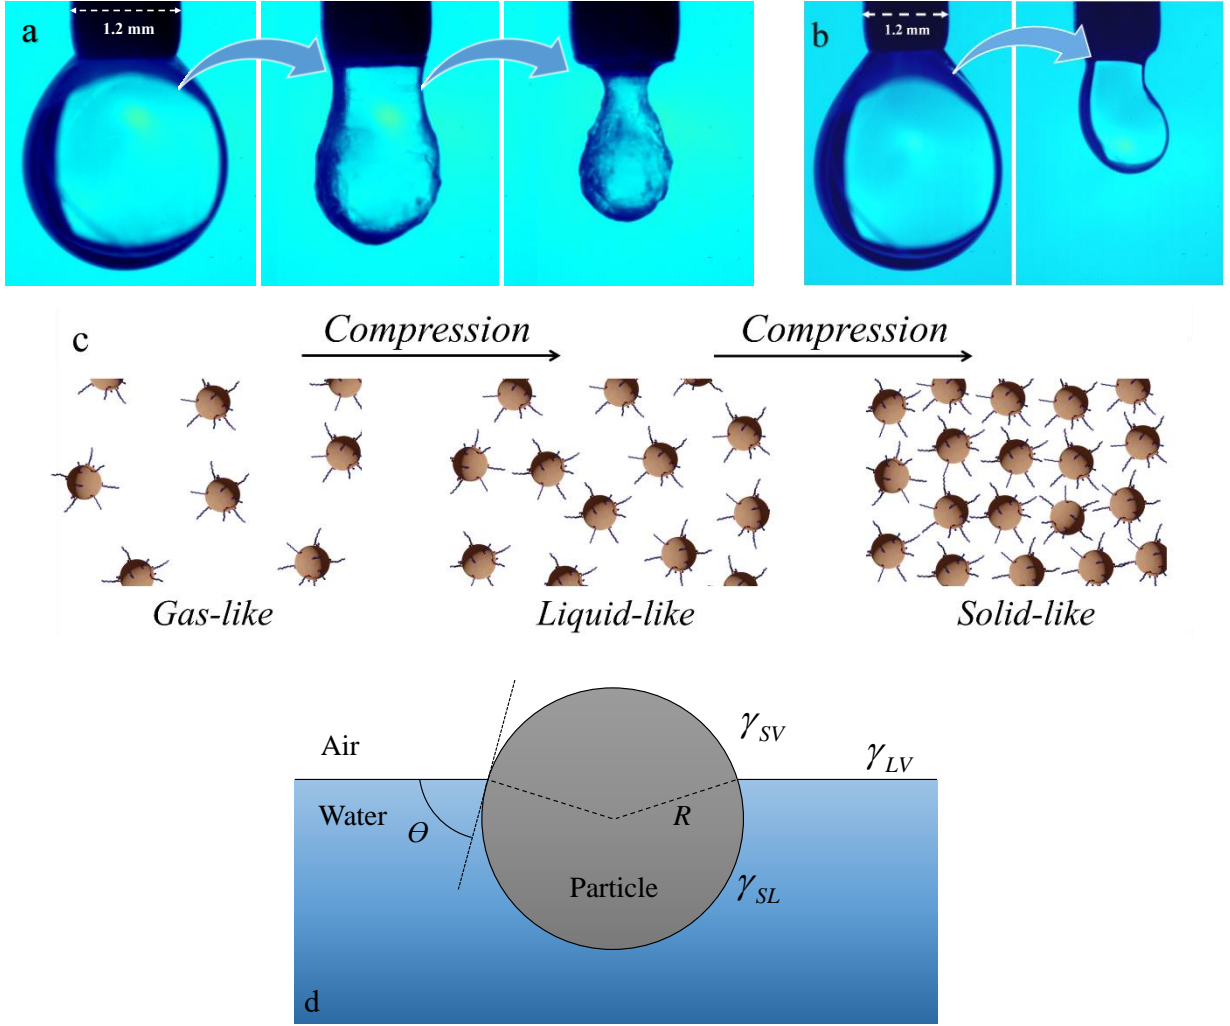 a
1.2 mm
b
1.2 mm
c
Compression
Compression
Gas-like
Liquid-like
Solid-like
Air
Water
Θ
R
Particle
γSV
γLV
γSL
d